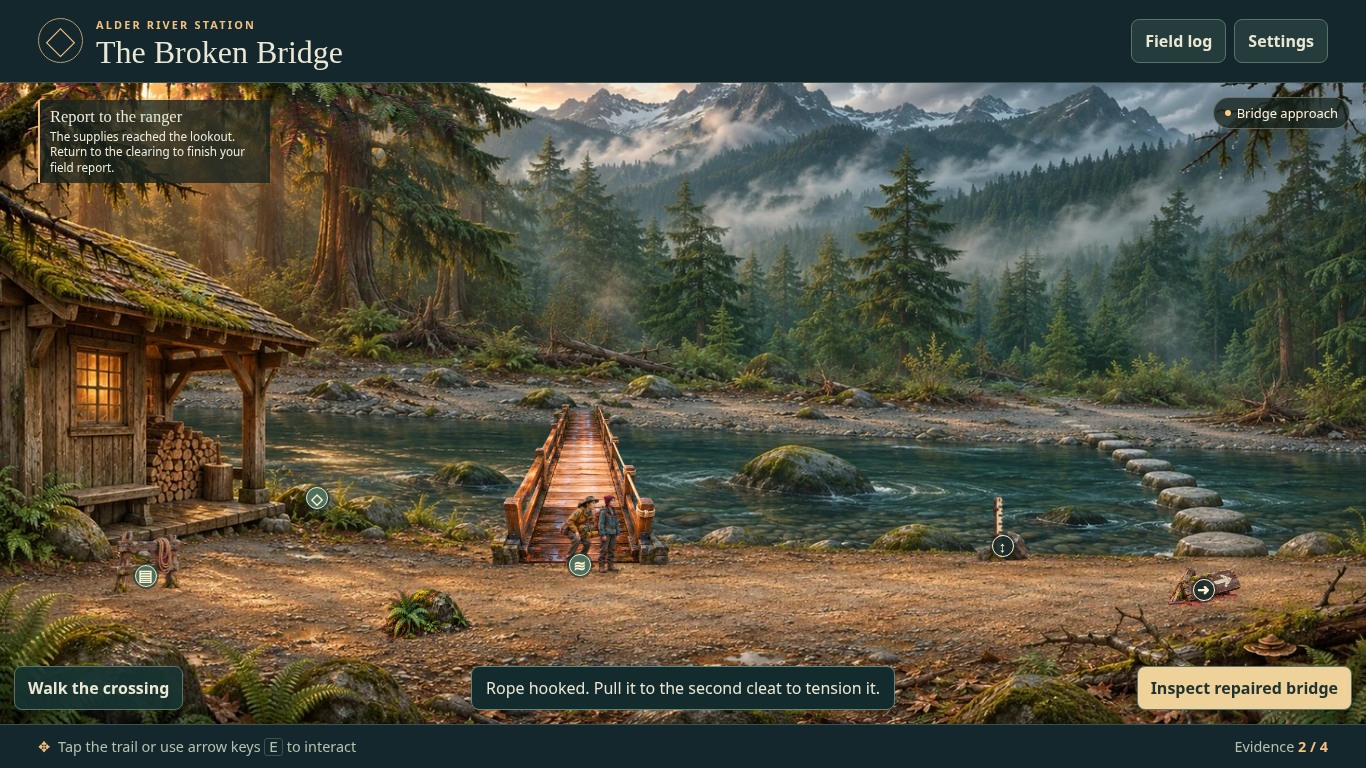 ALDER RIVER STATION
The Broken Bridge
Field log
Settings
Report to the ranger
The supplies reached the lookout.
Return to the clearing to finish your
field report.
Bridge approach
Walk the crossing
Rope hooked. Pull it to the second cleat to tension it.
Inspect repaired bridge
Tap the trail or use arrow keys E to interact
Evidence 2 / 4